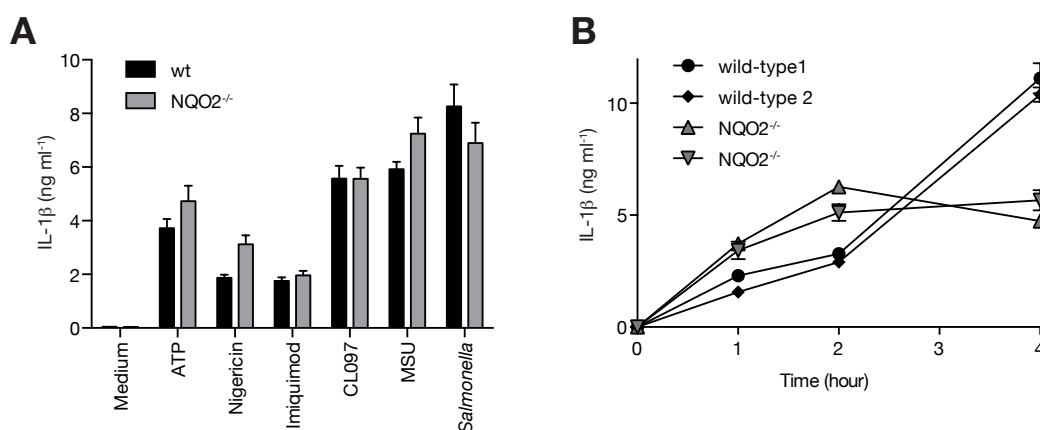 A
IL-1β (ng ml-1)
10
8
6
4
2
0
wt
NQO2-/-
Medium
ATP
Nigericin
Imiquimod
CL097
MSU
Salmonella
B
IL-1β (ng ml-1)
10
5
0
wild-type1
wild-type 2
NQO2-/-
NQO2-/-
0
1
2
3
4
Time (hour)